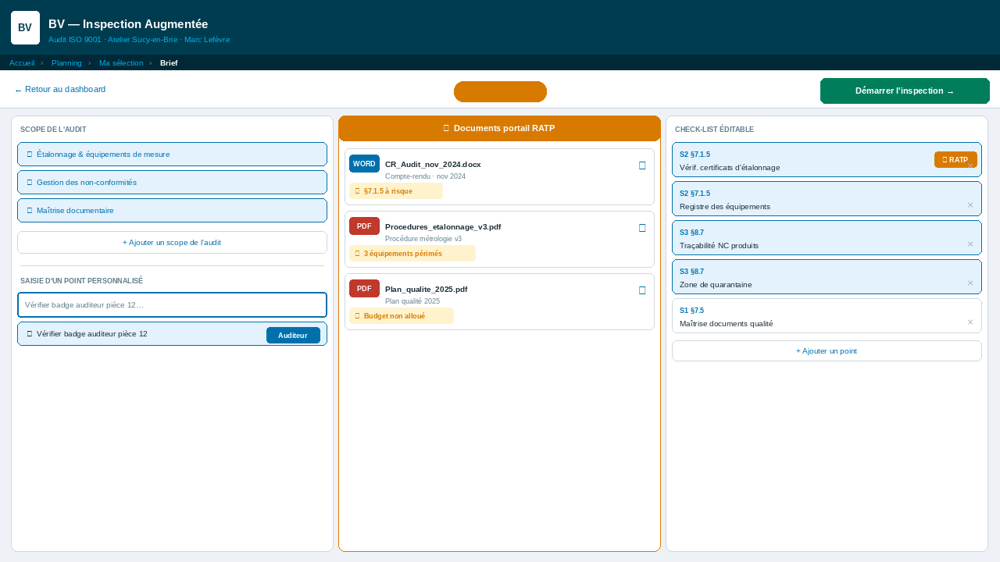 BV
BV — Inspection Augmentée
Audit ISO 9001 · Atelier Sucy-en-Brie · Marc Lefèvre
Accueil › Planning › Ma sélection › Brief
← Retour au dashboard
Démarrer l'inspection →
SCOPE DE L'AUDIT
Étalonnage & équipements de mesure
Gestion des non-conformités
Maîtrise documentaire
+ Ajouter un scope de l'audit
SAISIE D'UN POINT PERSONNALISÉ
Vérifier badge auditeur pièce 12...
Vérifier badge auditeur pièce 12
Auditeur
Documents portail RATP
WORD
CR_Audit_nov_2024.docx
Compte-rendu · nov 2024
§7.1.5 à risque
PDF
Procedures_etalonnage_v3.pdf
Procédure métrologie v3
3 équipements périmés
PDF
Plan_qualite_2025.pdf
Plan qualité 2025
Budget non alloué
CHECK-LIST ÉDITABLE
S2 §7.1.5
RATP
Vérif. certificats d'étalonnage
×
S2 §7.1.5
Registre des équipements
×
S3 §8.7
Traçabilité NC produits
×
S3 §8.7
Zone de quarantaine
×
S1 §7.5
Maîtrise documents qualité
×
+ Ajouter un point